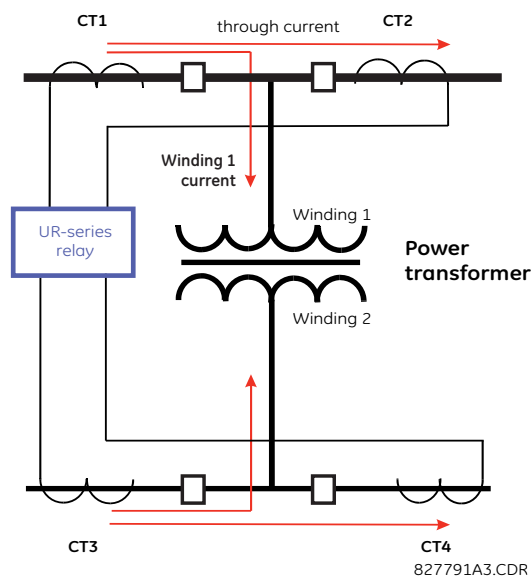 CT1
through current
CT2
Winding 1
current
Winding 1
UR-series
relay
Power
transformer
Winding 2
CT3
CT4
827791A3.CDR